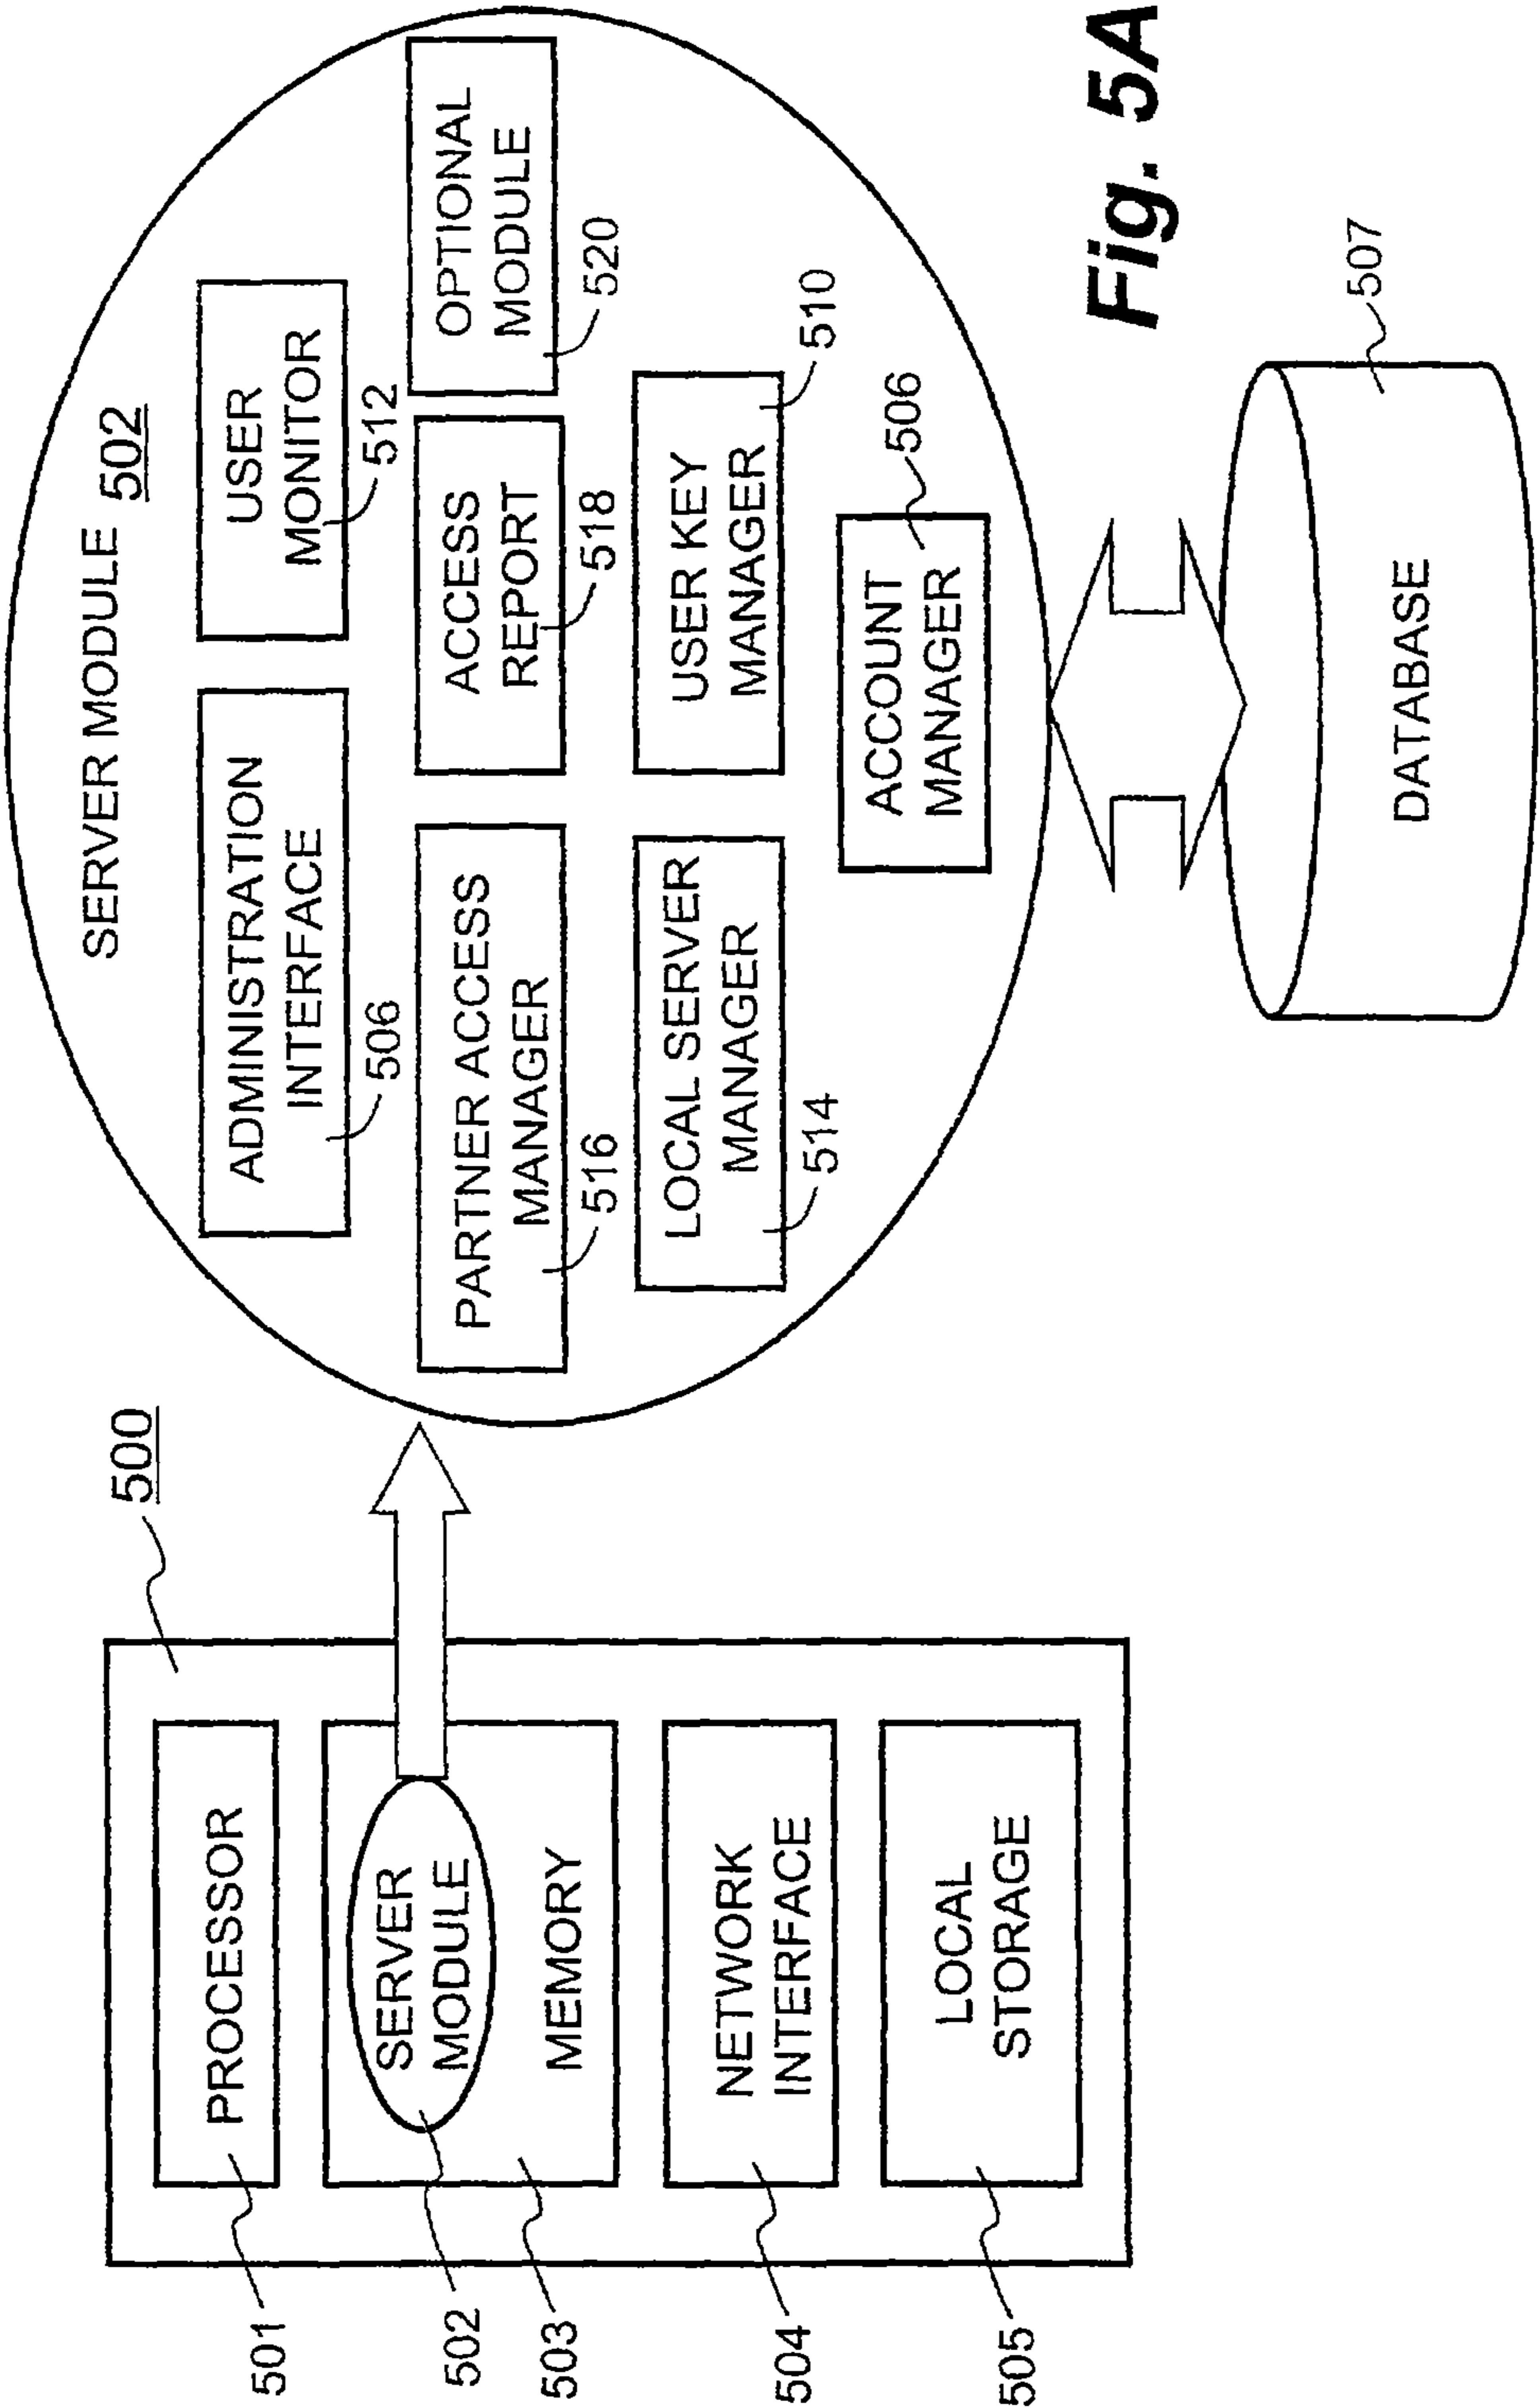 500
501
PROCESSOR
502
SERVER
MODULE
503
MEMORY
504
NETWORK
INTERFACE
505
LOCAL
STORAGE
SERVER MODULE
502
ADMINISTRATION
INTERFACE
506
USER
MONITOR
512
PARTNER ACCESS
MANAGER
516
ACCESS
REPORT
518
OPTIONAL
MODULE
520
LOCAL SERVER
MANAGER
514
USER KEY
MANAGER
510
ACCOUNT
MANAGER
506
DATABASE
507
Fig. 5A